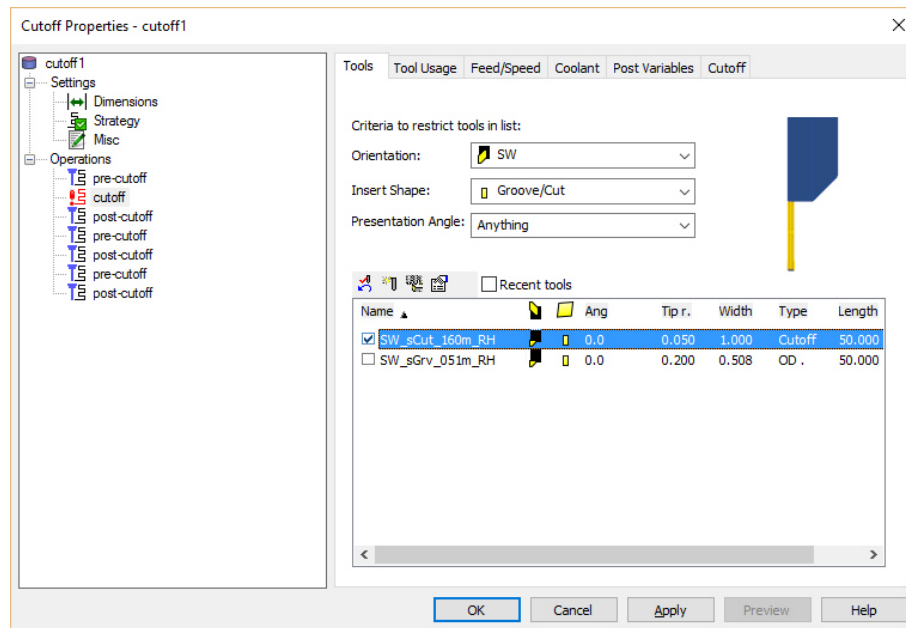 Cutoff Properties - cutoff1
cutoff1
Settings
Dimensions
Strategy
Misc
Operations
pre-cutoff
cutoff
post-cutoff
pre-cutoff
post-cutoff
pre-cutoff
post-cutoff
Tools Tool Usage Feed/Speed Coolant Post Variables Cutoff
Criteria to restrict tools in list:
Orientation: SW
Insert Shape: Groove/Cut
Presentation Angle: Anything
Recent tools
Name Ang Tip r. Width Type Length
SW_sCut_160m_RH 0.0 0.050 1.000 Cutoff 50.000
SW_sGrv_051m_RH 0.0 0.200 0.508 OD . 50.000
OK Cancel Apply Preview Help